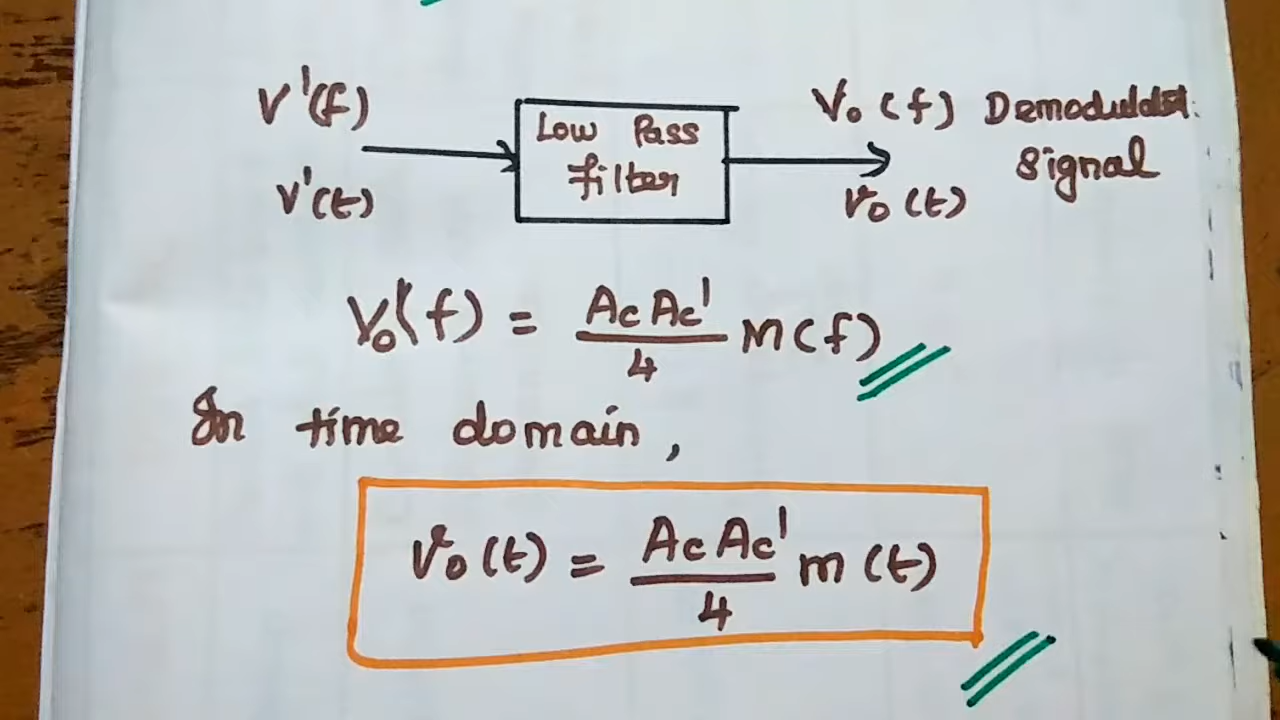 V'(f)
V'(t)
Low Pass
filter
V₀(f) Demodulated
V₀(t) signal
V₀'(f) = AcAc'/4 M(f)
In time domain,
V₀(t) = AcAc'/4 m(t)